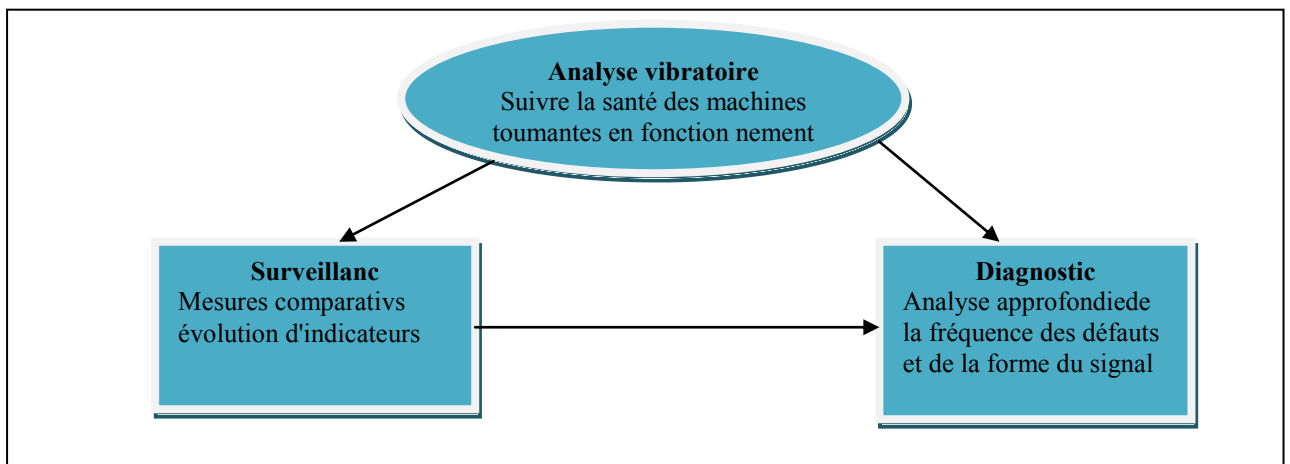 Analyse vibratoire
Suivre la santé des machines
toumantes en fonction nement
Surveillanc
Mesures comparativs
évolution d'indicateurs
Diagnostic
Analyse approfondiede
la fréquence des défauts
et de la forme du signal